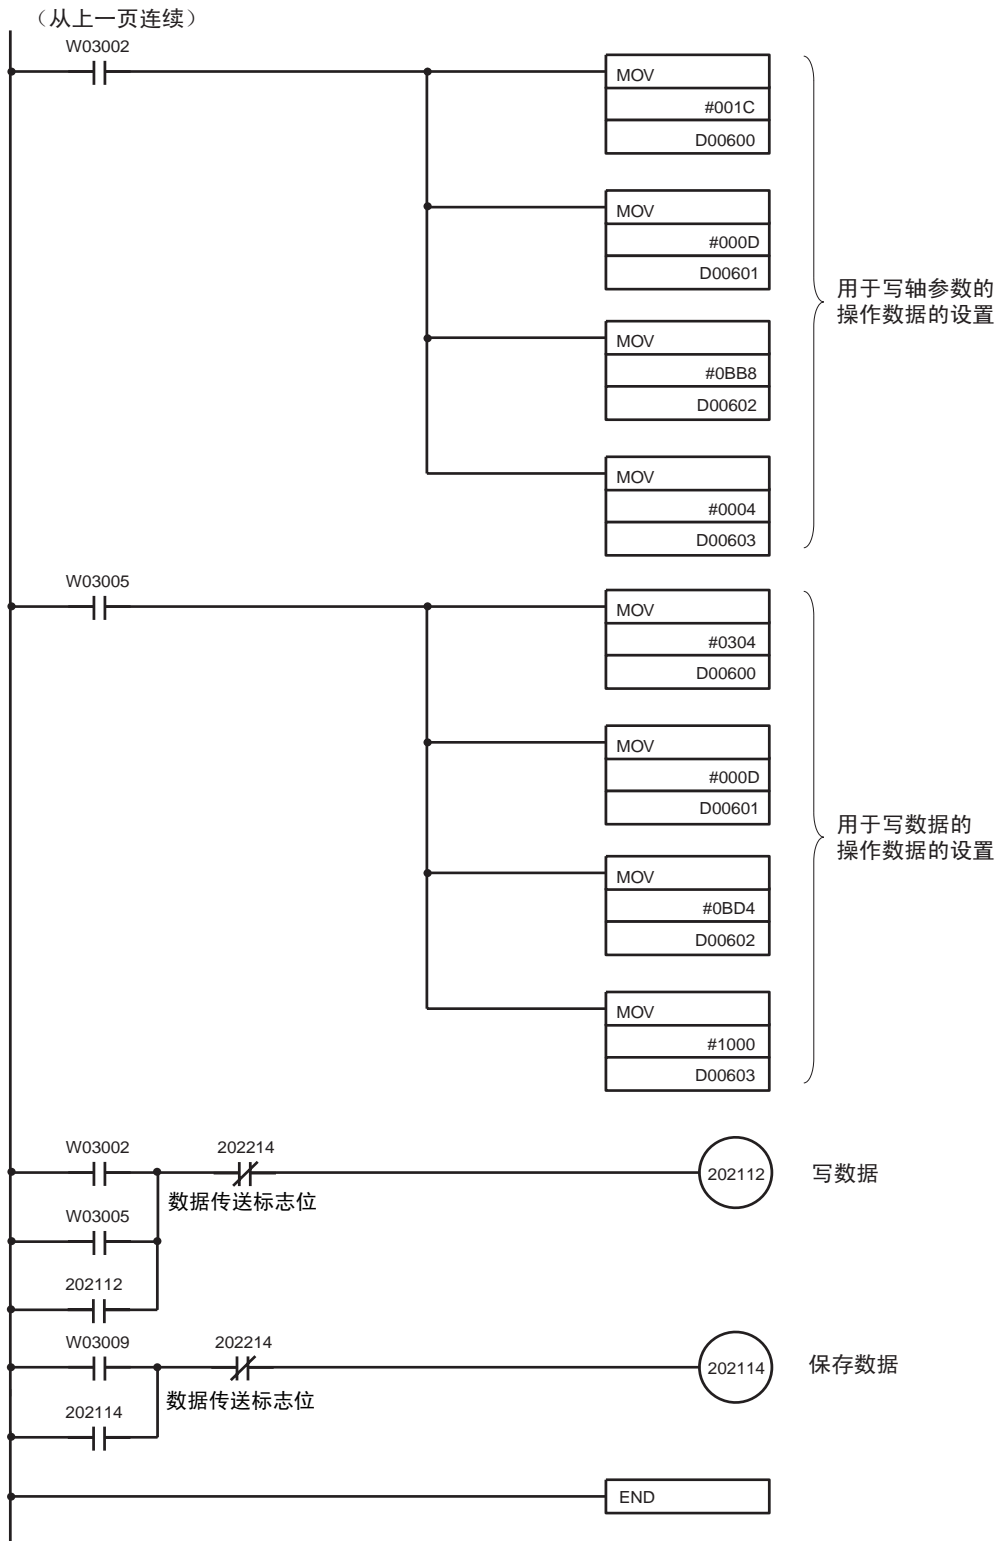 （从上一页连续）
W03002
MOV
#001C
D00600
MOV
#000D
D00601
用于写轴参数的
操作数据的设置
MOV
#0BB8
D00602
MOV
#0004
D00603
W03005
MOV
#0304
D00600
MOV
#000D
D00601
用于写数据的
操作数据的设置
MOV
#0BD4
D00602
MOV
#1000
D00603
W03002
202214
202112
写数据
数据传送标志位
W03005
202112
W03009
202214
202114
保存数据
数据传送标志位
202114
END